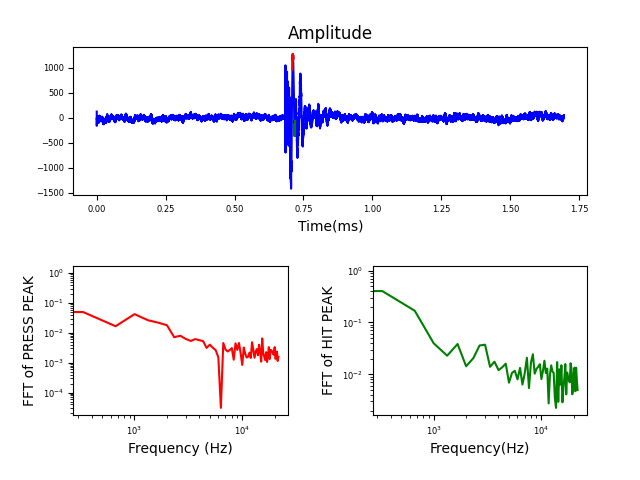 Amplitude
1000
500
0
−500
−1000
−1500
0.00 0.25 0.50 0.75 1.00 1.25 1.50 1.75
Time(ms)
FFT of PRESS PEAK
10⁰
10⁻¹
10⁻²
10⁻³
10⁻⁴
10³ 10⁴
Frequency (Hz)
FFT of HIT PEAK
10⁰
10⁻¹
10⁻²
10³ 10⁴
Frequency(Hz)